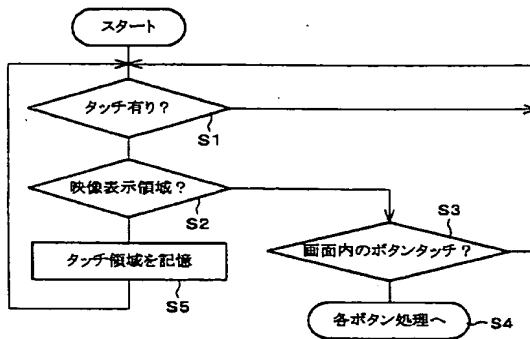 スタート
タッチ有り?
S1
映像表示領域?
S2
S3
画面内のボタンタッチ?
タッチ領域を記憶
S5
各ボタン処理へ
S4